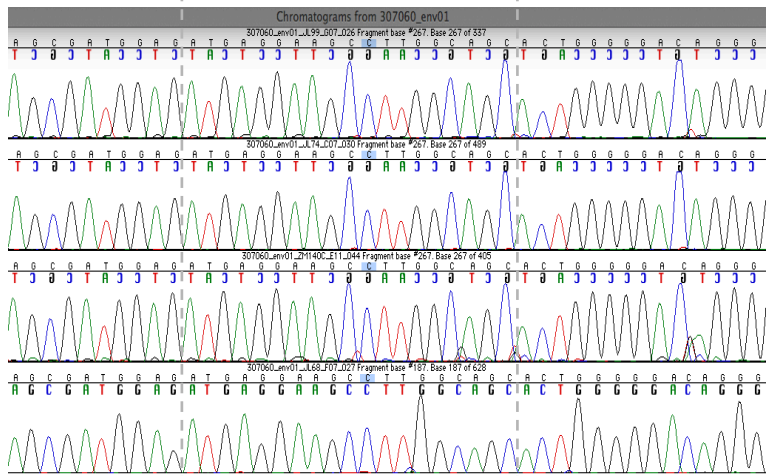 Chromatograms from 307060_env01
307060_env01_JL99_G07_026 Fragment base #267. Base 267 of 337
A G C G A T G G A G A T G A G G A A G C C T T G G C A G C A C T G G G G G A C A G G G
T C G C T A C C T C T A C T C C T T C G G A A C C G T C G T G A C C C C C T G T C C C
307060_env01_JL74_C07_030 Fragment base #267. Base 267 of 489
A G C G A T G G A G A T G A G G A A G C C T T G G C A G C A C T G G G G G A C A G G G
T C G C T A C C T C T A C T C C T T C G G A A C C G T C G T G A C C C C C T G T C C C
307060_env01_ZM140C_E11_044 Fragment base #267. Base 267 of 405
A G C G A T G G A G A T G A G G A A G C C T T G G C A G C A C T G G G G G A C A G G G
T C G C T A C C T C T A C T C C T T C G G A A C C G T C G T G A C C C C C T G T C C C
307060_env01_JL68_F07_027 Fragment base #187. Base 187 of 628
A G C G A T G G A G A T G A G G A A G C C T T G G C A G C A C T G G G G G A C A G G G
A G C G A T G G A G A T G A G G A A G C C T T G G C A G C A C T G G G G G A C A G G G